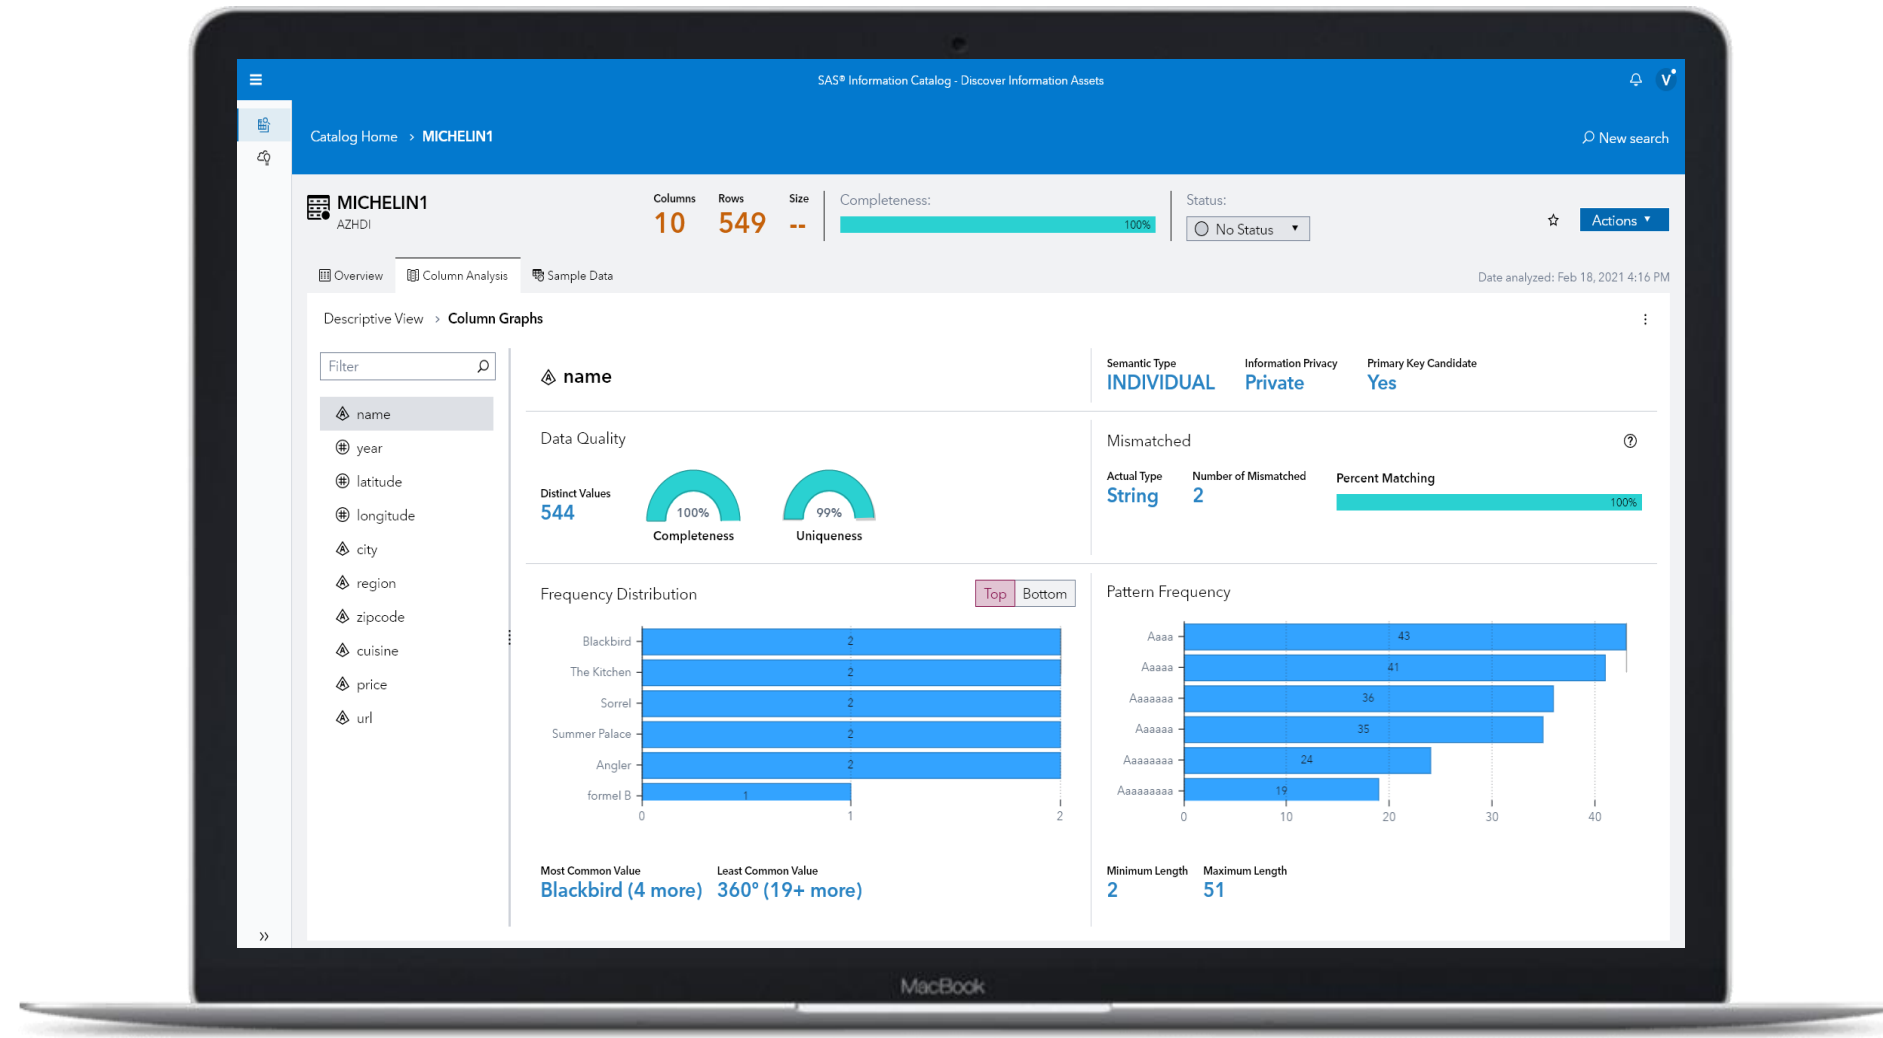 SAS® Information Catalog - Discover Information Assets
V
Catalog Home > MICHELIN1
New search
MICHELIN1
AZHDI
Columns Rows Size
10 549 --
Completeness:
100%
Status:
No Status
Actions
Overview Column Analysis Sample Data
Date analyzed: Feb 18, 2021 4:16 PM
Descriptive View > Column Graphs
Filter
name
year
latitude
longitude
city
region
zipcode
cuisine
price
url
name
Semantic Type Information Privacy Primary Key Candidate
INDIVIDUAL Private Yes
Data Quality
Distinct Values
544
100%
Completeness
99%
Uniqueness
Mismatched
Actual Type Number of Mismatched Percent Matching
String 2
100%
Frequency Distribution
Top Bottom
Blackbird 2
The Kitchen 2
Sorrel 2
Summer Palace 2
Angler 2
formel B 1
0 1 2
Most Common Value Least Common Value
Blackbird (4 more) 360° (19+ more)
Pattern Frequency
Aaaa 43
Aaaaa 41
Aaaaaaa 36
Aaaaaa 35
Aaaaaaaa 24
Aaaaaaaaa 19
0 10 20 30 40
Minimum Length Maximum Length
2 51
MacBook